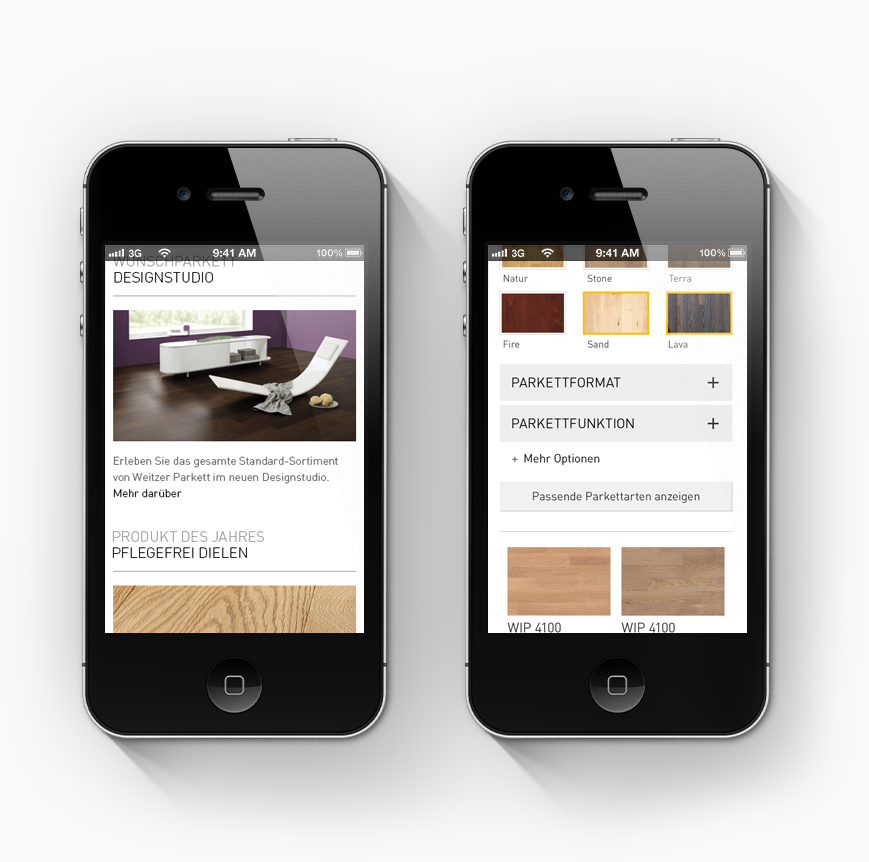 3G 9:41 AM 100%
WUNSCHPARKETT
DESIGNSTUDIO
Erleben Sie das gesamte Standard-Sortiment
von Weitzer Parkett im neuen Designstudio.
Mehr darüber
PRODUKT DES JAHRES
PFLEGEFREI DIELEN
3G 9:41 AM 100%
Natur Stone Terra
Fire Sand Lava
PARKETTFORMAT +
PARKETTFUNKTION +
+ Mehr Optionen
Passende Parkettarten anzeigen
WIP 4100 WIP 4100